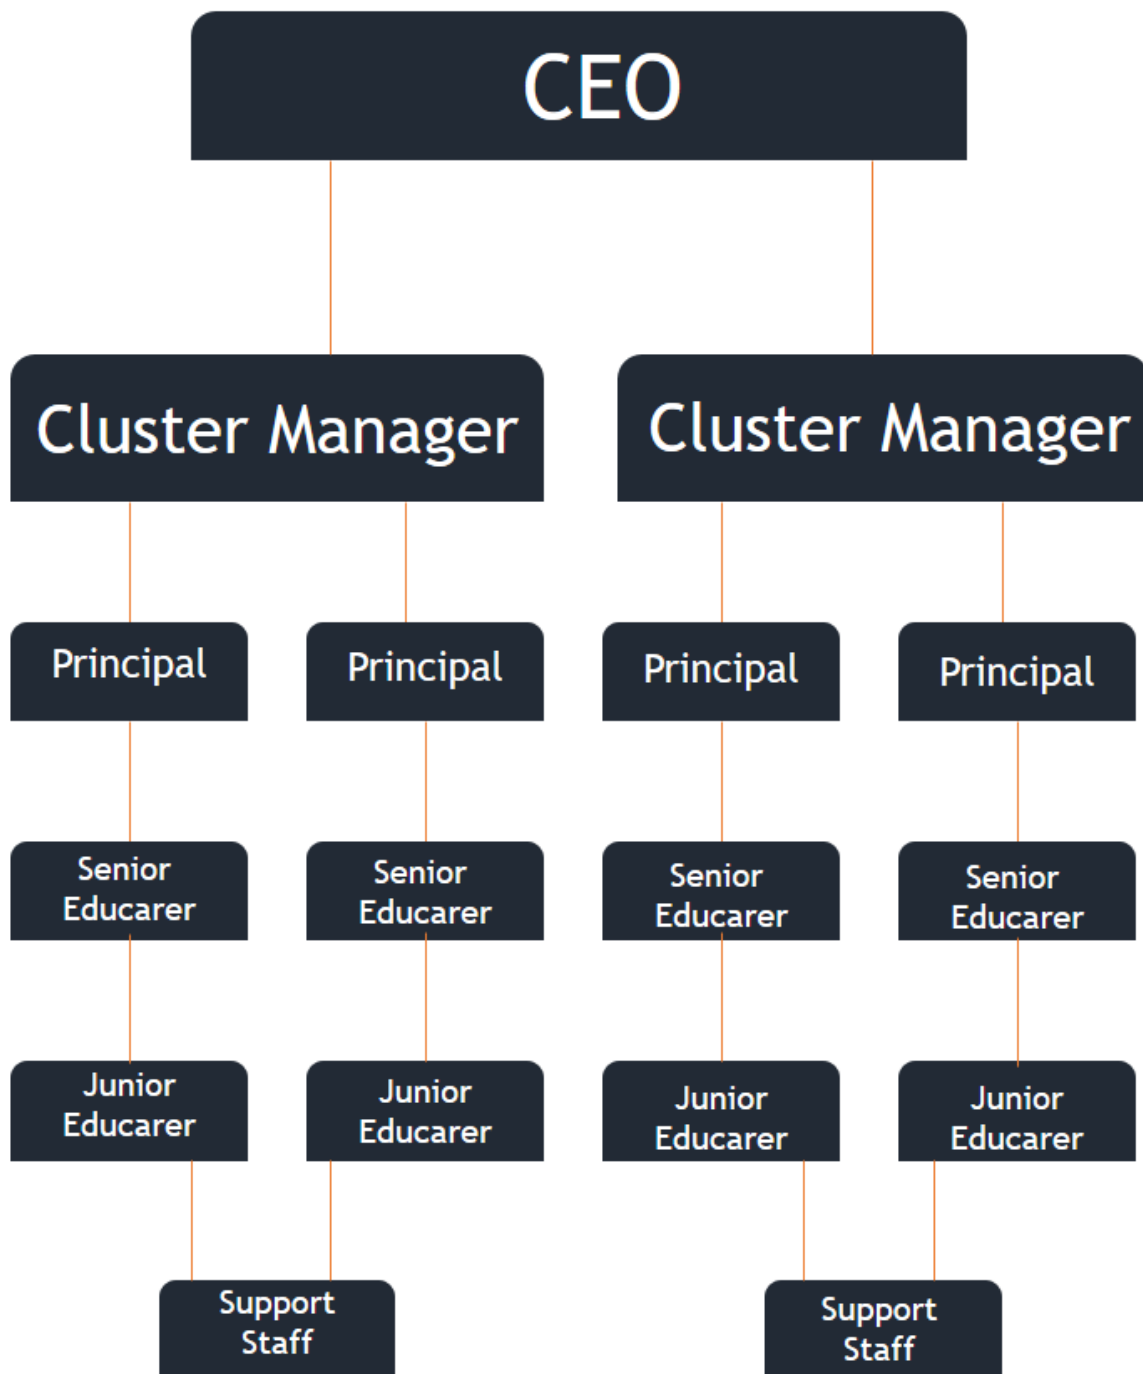 CEO
Cluster Manager
Cluster Manager
Principal
Principal
Principal
Principal
Senior
Educarer
Senior
Educarer
Senior
Educarer
Senior
Educarer
Junior
Educarer
Junior
Educarer
Junior
Educarer
Junior
Educarer
Support
Staff
Support
Staff